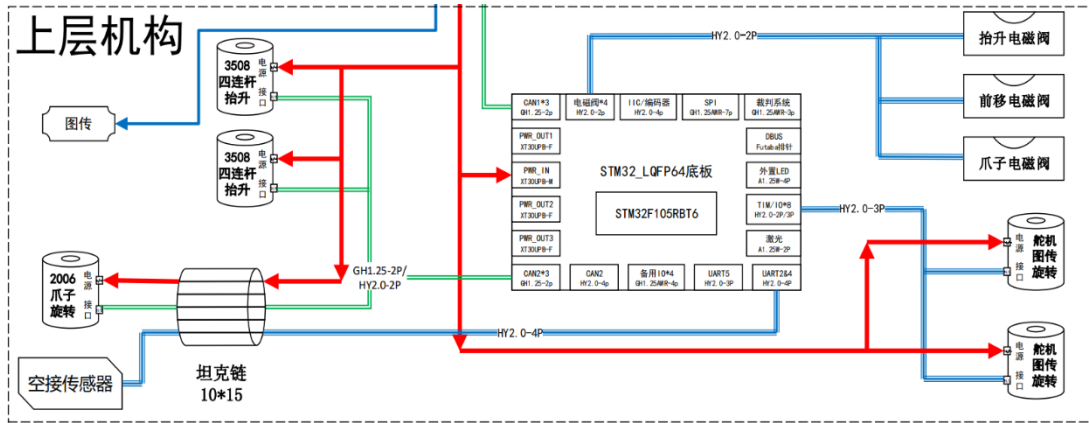 上层机构
3508
四连杆
抬升
电源
接口
图传
3508
四连杆
抬升
电源
接口
2006
爪子
旋转
电源
接口
空接传感器
坦克链
10*15
GH1.25-2P/
HY2.0-2P
HY2.0-4P
HY2.0-2P
HY2.0-3P
CAN1*3
GH1.25-2p
电磁阀*4
HY2.0-2p
IIC/编码器
HY2.0-4p
SPI
GH1.25AWR-7p
裁判系统
GH1.25AWR-3p
PWR_OUT1
XT30UPB-F
PWR_IN
XT30UPB-M
PWR_OUT2
XT30UPB-F
PWR_OUT3
XT30UPB-F
STM32_LQFP64底板
STM32F105RBT6
DBUS
Futaba排针
外置LED
A1.25W-4P
TIM/IO*8
HY2.0-2P/3P
激光
A1.25W-2P
CAN2*3
GH1.25-2p
CAN2
HY2.0-4p
备用IO*4
GH1.25AWR-4p
UART5
HY2.0-3P
UART2&4
HY2.0-4P
抬升电磁阀
前移电磁阀
爪子电磁阀
电源
接口
舵机
图传
旋转
电源
接口
舵机
图传
旋转